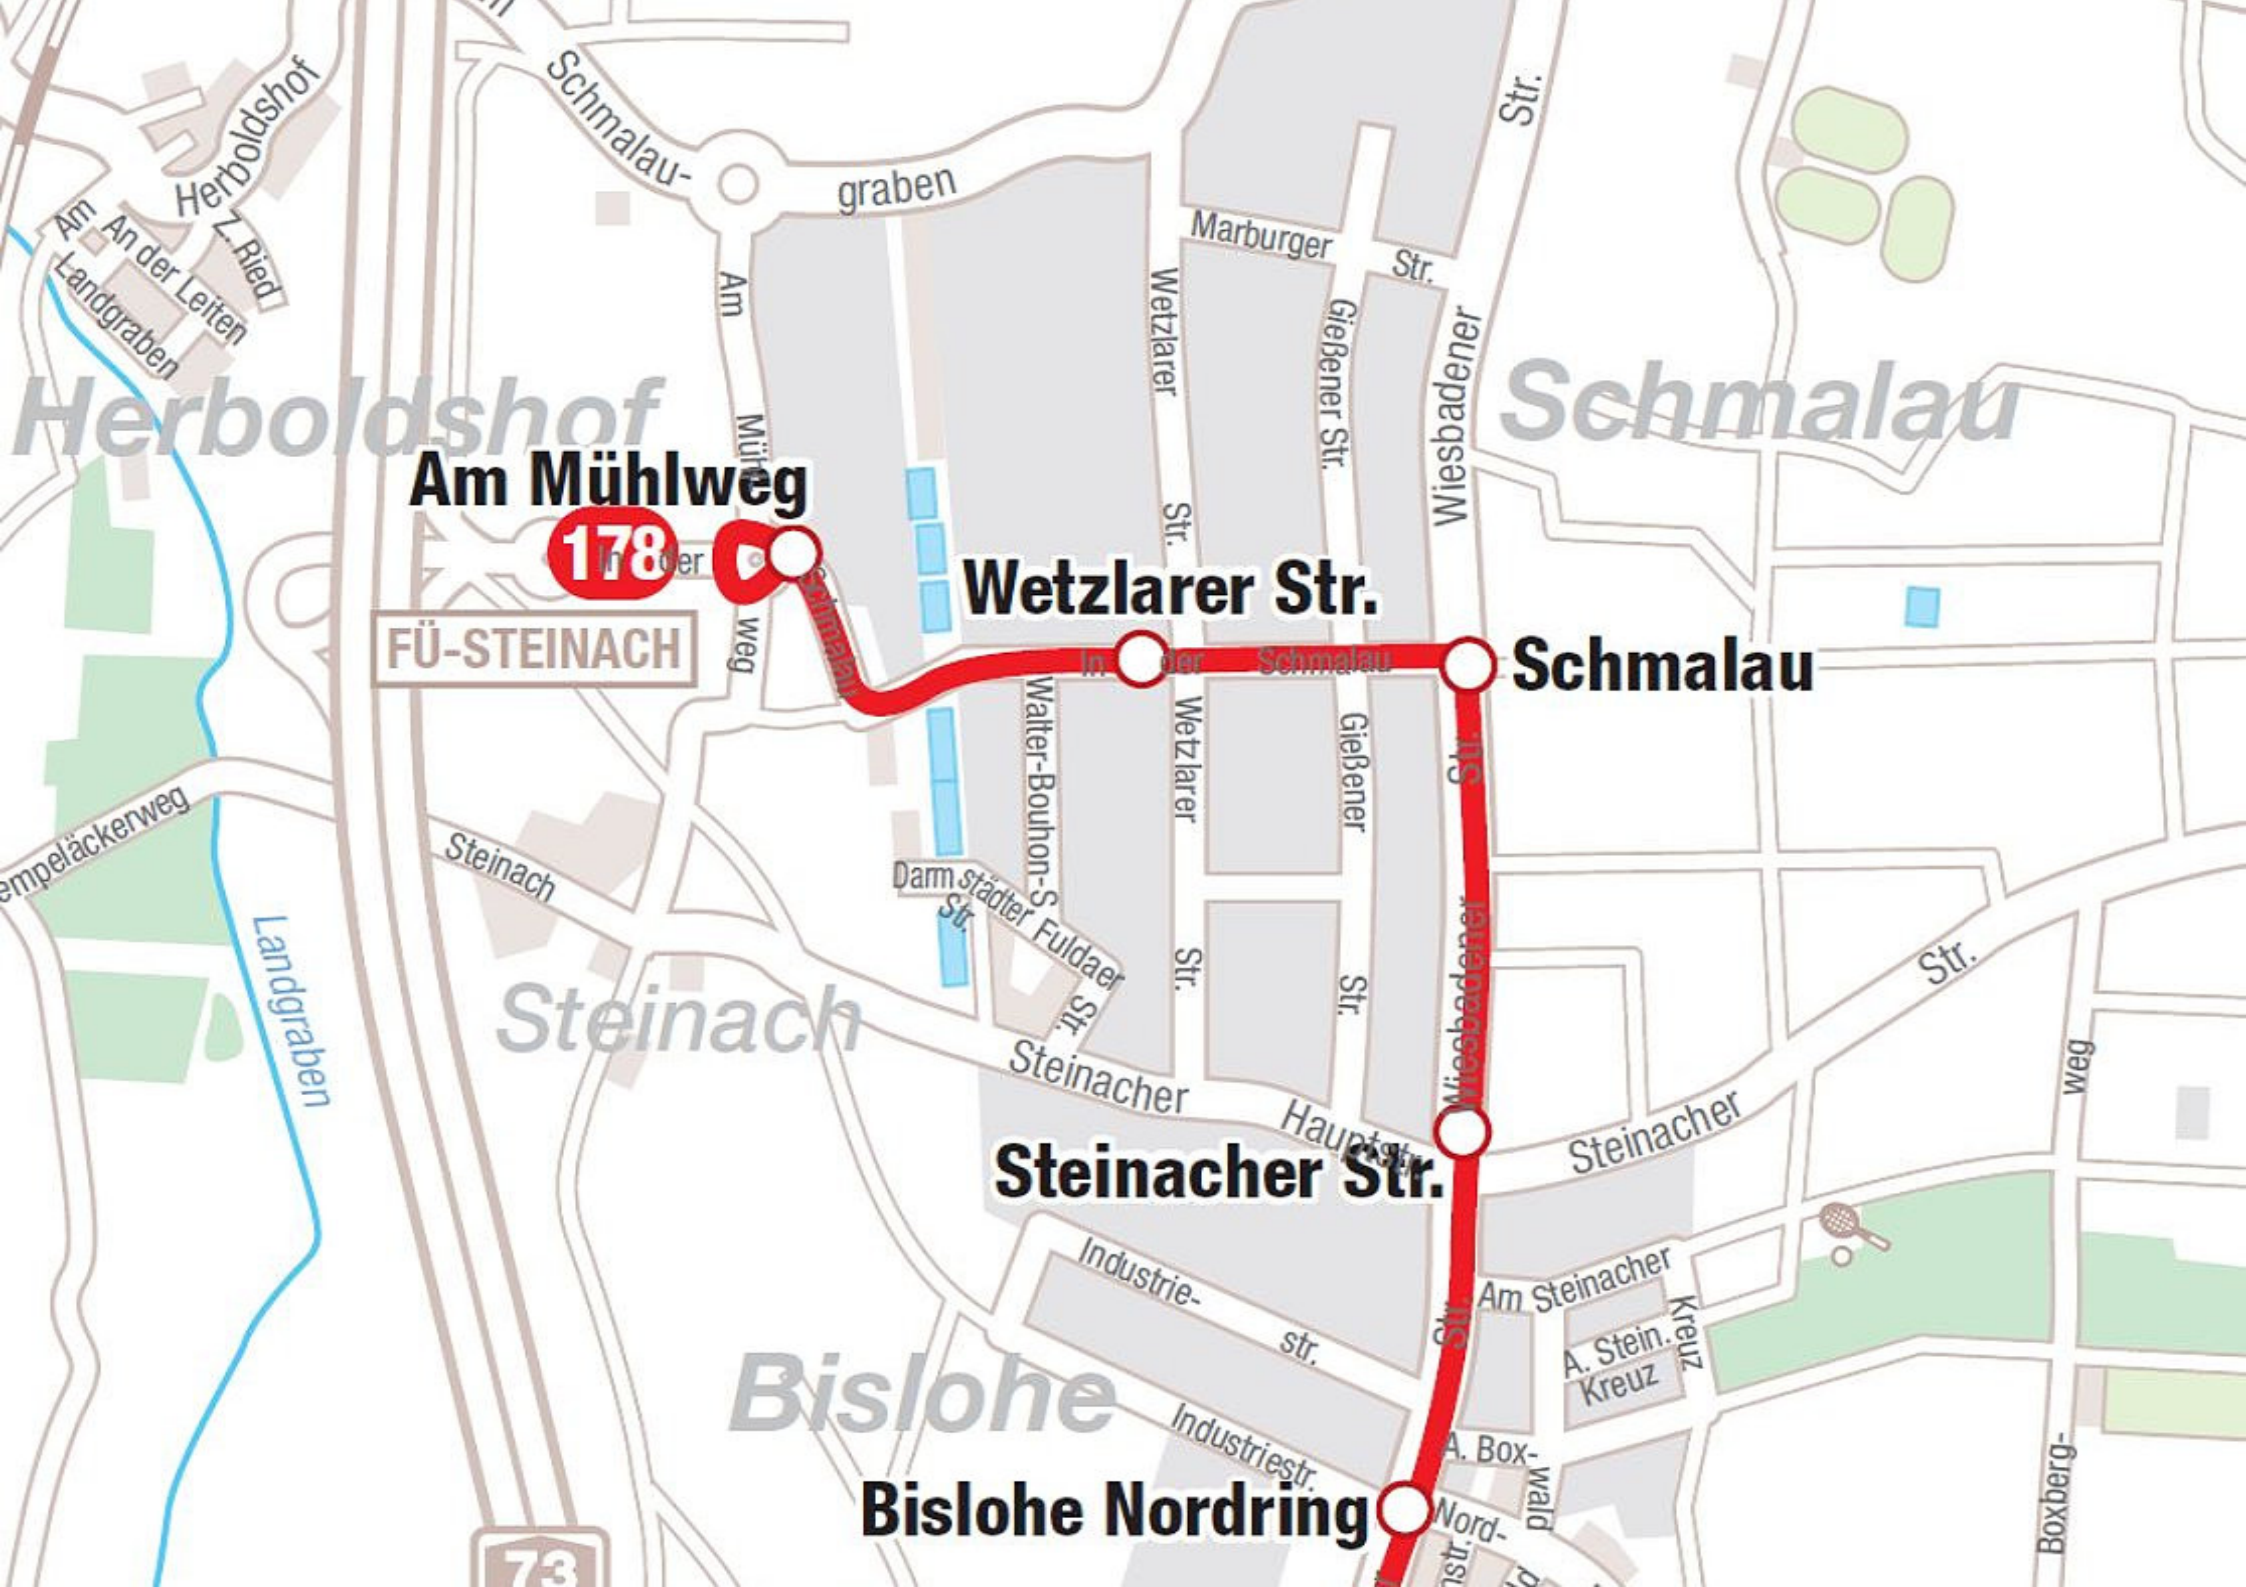 Schmalau-
graben
Herboldshof
Am
An der Leiten
Z. Ried
Landgraben
Str.
Marburger
Str.
Am
Wetzlarer
Gießener Str.
Wiesbadener
Herboldshof
Schmalau
Mühl-
Am Mühlweg
178
In der
Schmalau
Str.
Wetzlarer Str.
FÜ-STEINACH
weg
In der Schmalau
Schmalau
Walter-Bouhon-S
Wetzlarer
Gießener
Str.
Steinach
Darmstädter
Str.
Fuldaer
Str.
Wiesbadener
Landgraben
Str.
Str.
Str.
Steinach
Steinacher
Hauptstr.
Steinacher
weg
Steinacher Str.
Industrie-
str.
Str.
Am Steinacher
Kreuz
A. Stein.
Kreuz
Bislohe
Industriestr.
A. Box-
wald
Boxberg-
Bislohe Nordring
Nord-
73